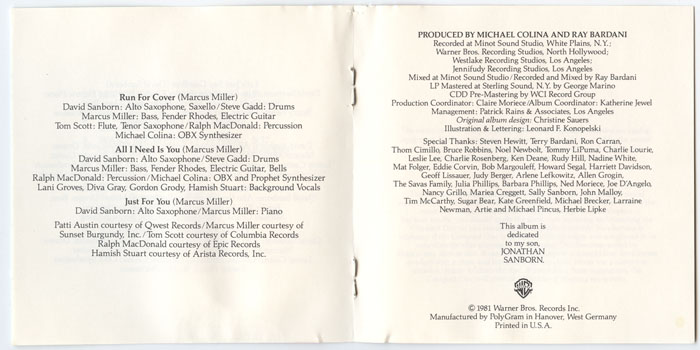 Run For Cover (Marcus Miller)
David Sanborn: Alto Saxophone, Saxello/Steve Gadd: Drums
Marcus Miller: Bass, Fender Rhodes, Electric Guitar
Tom Scott: Flute, Tenor Saxophone/Ralph MacDonald: Percussion
Michael Colina: OBX Synthesizer
All I Need Is You (Marcus Miller)
David Sanborn: Alto Saxophone/Steve Gadd: Drums
Marcus Miller: Bass, Fender Rhodes, Electric Guitar, Bells
Ralph MacDonald: Percussion/Michael Colina: OBX and Prophet Synthesizer
Lani Groves, Diva Gray, Gordon Grody, Hamish Stuart: Background Vocals
Just For You (Marcus Miller)
David Sanborn: Alto Saxophone/Marcus Miller: Piano
Patti Austin courtesy of Qwest Records/Marcus Miller courtesy of
Sunset Burgundy, Inc./Tom Scott courtesy of Columbia Records
Ralph MacDonald courtesy of Epic Records
Hamish Stuart courtesy of Arista Records, Inc.
PRODUCED BY MICHAEL COLINA AND RAY BARDANI
Recorded at Minot Sound Studio, White Plains, N.Y.;
Warner Bros. Recording Studios, North Hollywood;
Westlake Recording Studios, Los Angeles;
Jennifudy Recording Studios, Los Angeles
Mixed at Minot Sound Studio/Recorded and Mixed by Ray Bardani
LP Mastered at Sterling Sound, N.Y. by George Marino
CDD Pre-Mastering by WCI Record Group
Production Coordinator: Claire Moriece/Album Coordinator: Katherine Jewel
Management: Patrick Rains & Associates, Los Angeles
Original album design: Christine Sauers
Illustration & Lettering: Leonard F. Konopelski
Special Thanks: Steven Hewitt, Terry Bardani, Ron Carran,
Thom Cimillo, Bruce Robbins, Noel Newbolt, Tommy LiPuma, Charlie Lourie,
Leslie Lee, Charlie Rosenberg, Ken Deane, Rudy Hill, Nadine White,
Mat Folger, Eddie Corvin, Bob Margouleff, Howard Segal, Harriett Davidson,
Geoff Lissauer, Judy Berger, Arlene Lefkowitz, Allen Grogin,
The Savas Family, Julia Phillips, Barbara Phillips, Ned Moriece, Joe D'Angelo,
Nancy Grillo, Mariea Creggett, Sally Sanborn, John Malloy,
Tim McCarthy, Sugar Bear, Kate Greenfield, Michael Brecker, Larraine
Newman, Artie and Michael Pincus, Herbie Lipke
This album is
dedicated
to my son,
JONATHAN
SANBORN.
© 1981 Warner Bros. Records Inc.
Manufactured by PolyGram in Hanover, West Germany
Printed in U.S.A.